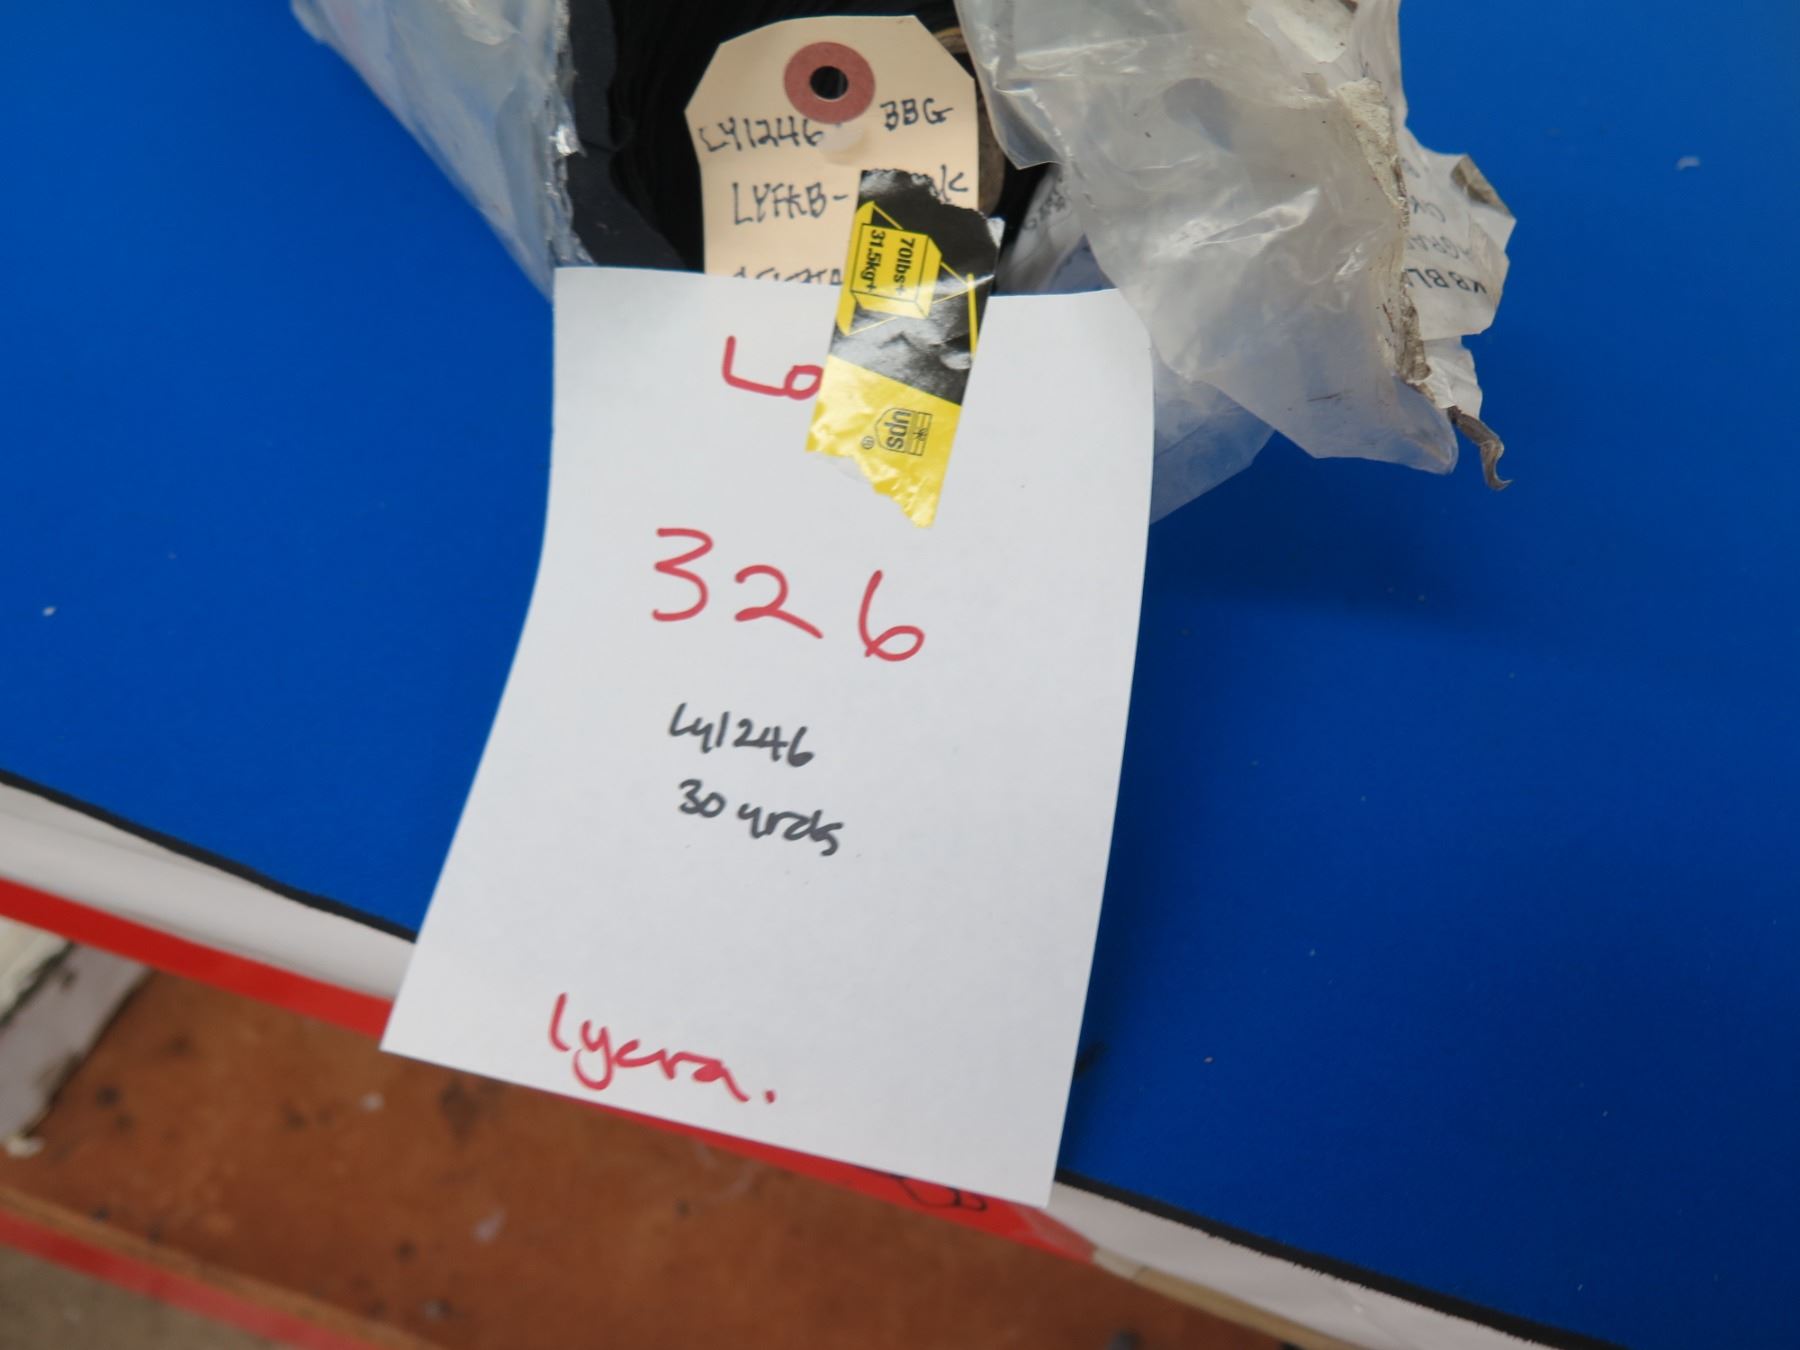 LY1246 BBG
LYFKB-
70lbs+
31.5kg+
ups
Lo
326
Ly1246
30 yrds
lycra.